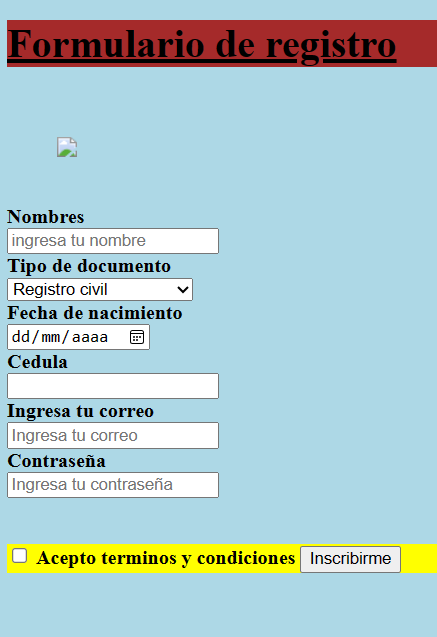 Formulario de registro
Nombres
ingresa tu nombre
Tipo de documento
Registro civil
Fecha de nacimiento
dd/mm/aaaa
Cedula
Ingresa tu correo
Ingresa tu correo
Contraseña
Ingresa tu contraseña
Acepto terminos y condiciones Inscribirme